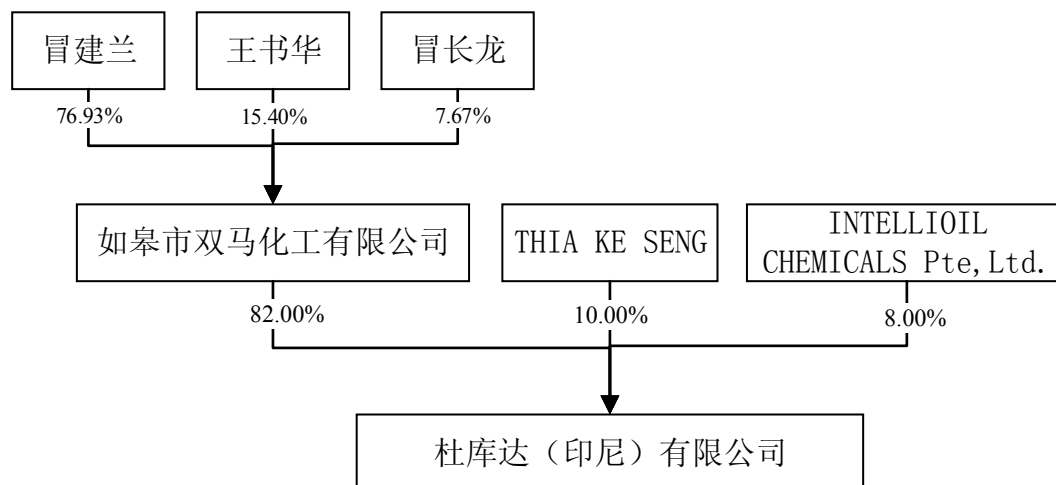 冒建兰
王书华
冒长龙
76.93%
15.40%
7.67%
如皋市双马化工有限公司
THIA KE SENG
INTELLIOIL
CHEMICALS Pte,Ltd.
82.00%
10.00%
8.00%
杜库达（印尼）有限公司